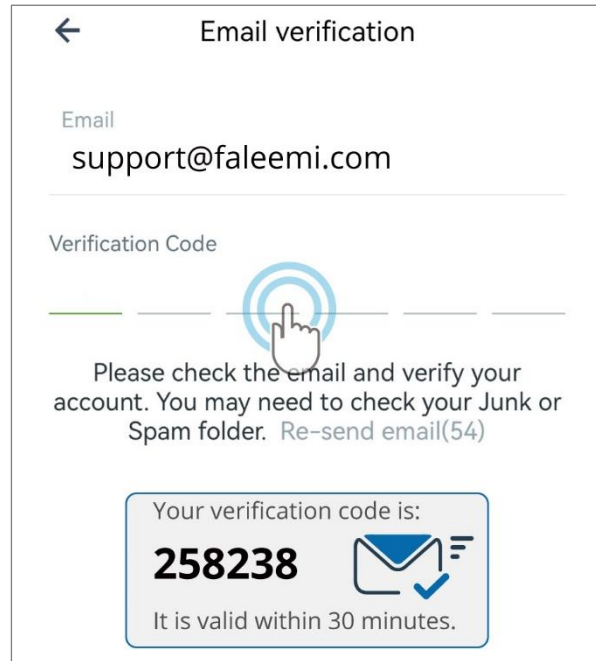 Email verification
Email
support@faleemi.com
Verification Code
Please check the email and verify your
account. You may need to check your Junk or
Spam folder. Re-send email(54)
Your verification code is:
258238
It is valid within 30 minutes.